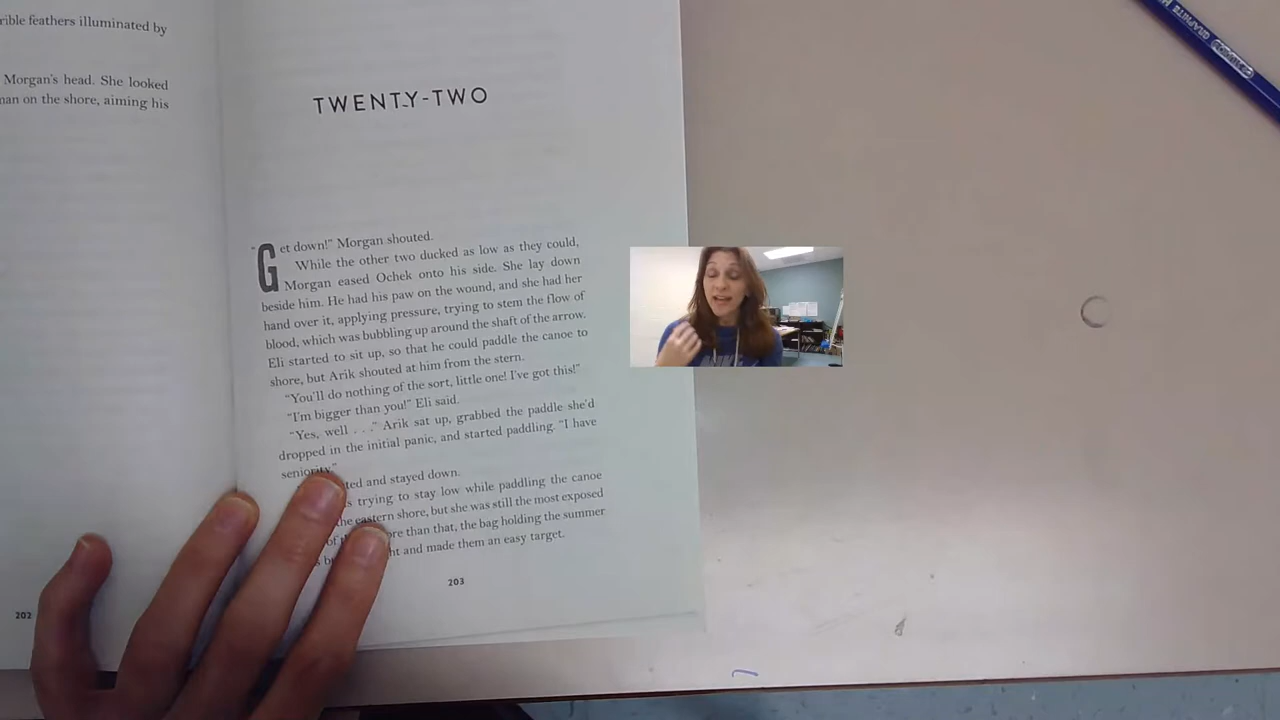 rible feathers illuminated by
Morgan's head. She looked
man on the shore, aiming his
202
TWENTY-TWO
"Get down!" Morgan shouted.
While the other two ducked as low as they could,
Morgan eased Ochek onto his side. She lay down
beside him. He had his paw on the wound, and she had her
hand over it, applying pressure, trying to stem the flow of
blood, which was bubbling up around the shaft of the arrow.
Eli started to sit up, so that he could paddle the canoe to
shore, but Arik shouted at him from the stern.
"You'll do nothing of the sort, little one! I've got this!"
"I'm bigger than you!" Eli said.
"Yes, well . . ." Arik sat up, grabbed the paddle she'd
dropped in the initial panic, and started paddling. "I have
seniority."
and stayed down.
trying to stay low while paddling the canoe
the eastern shore, but she was still the most exposed
of than that, the bag holding the summer
and made them an easy target.
203
GRAPHITE